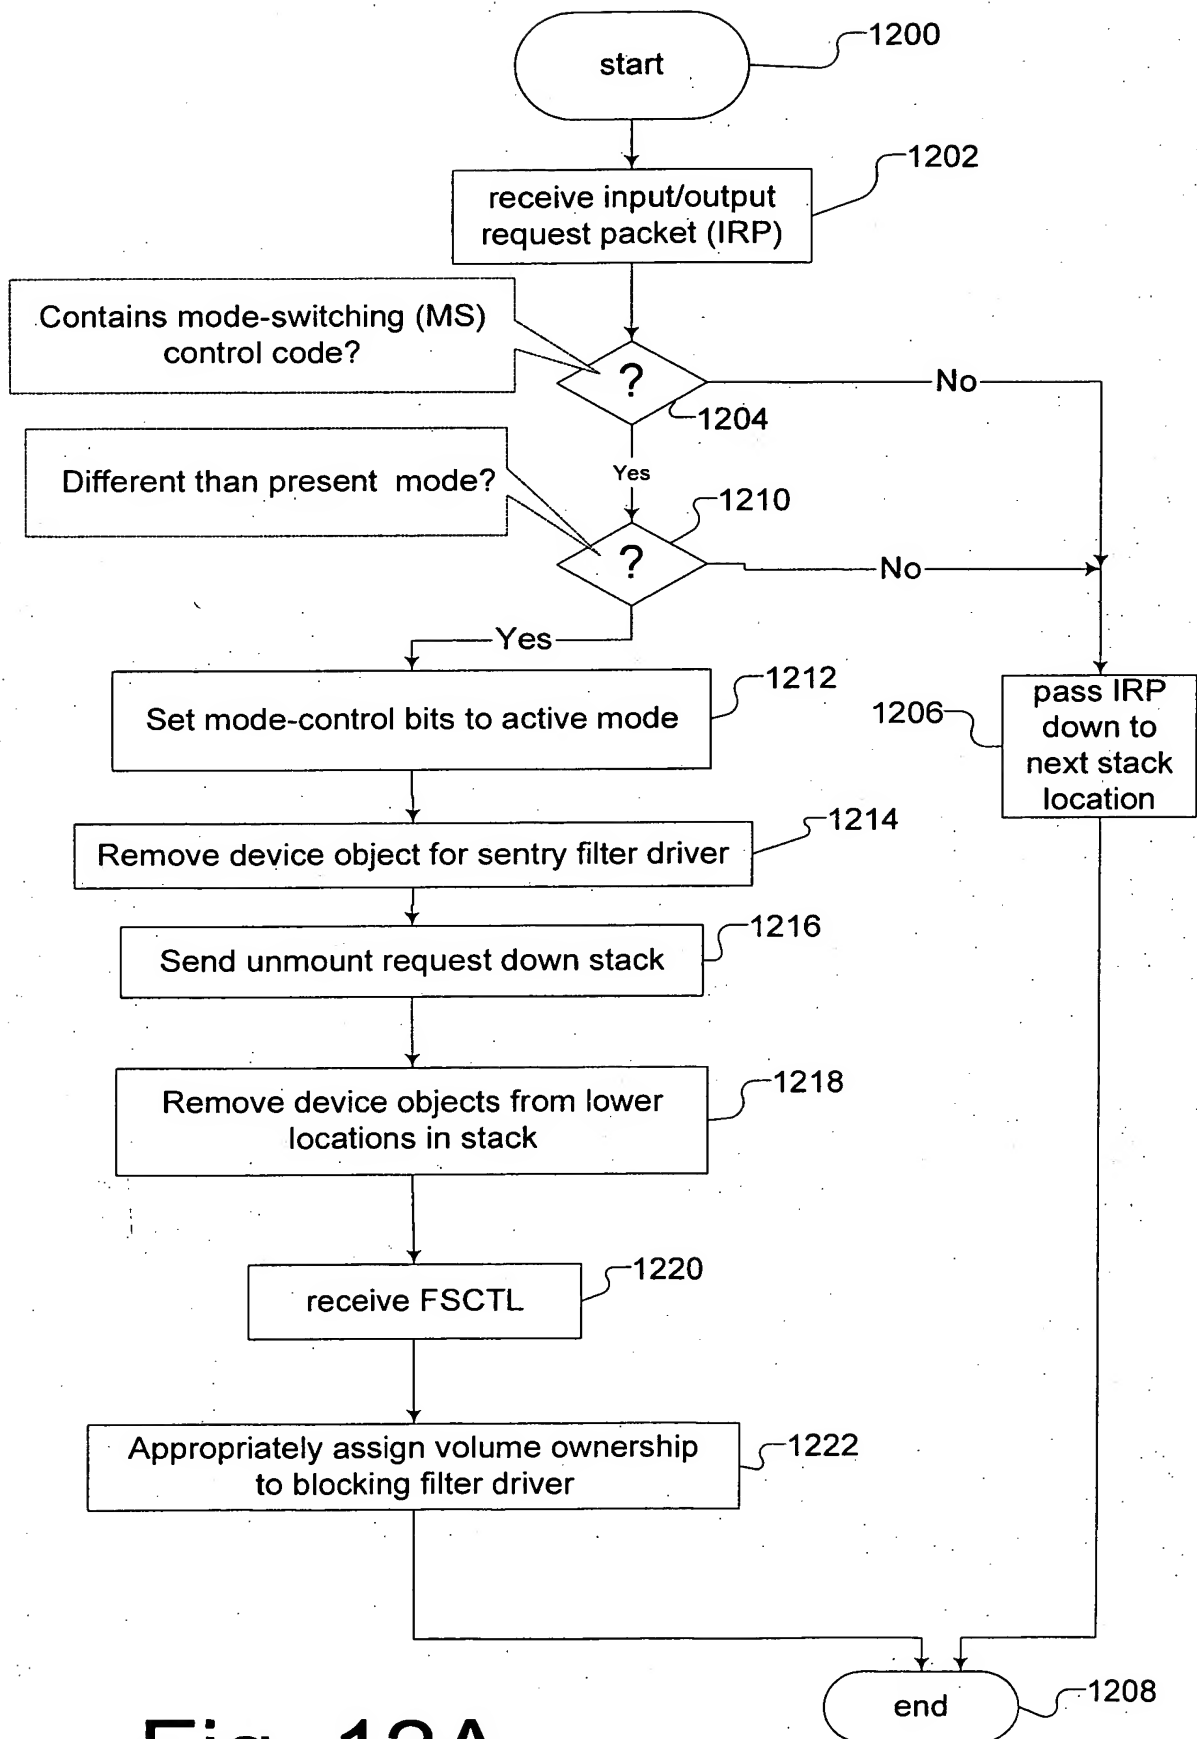 start
1200
receive input/output
request packet (IRP)
1202
Contains mode-switching (MS)
control code?
?
1204
No
Yes
Different than present mode?
?
1210
No
Yes
Set mode-control bits to active mode
1212
pass IRP
down to
next stack
location
1206
Remove device object for sentry filter driver
1214
Send unmount request down stack
1216
Remove device objects from lower
locations in stack
1218
receive FSCTL
1220
Appropriately assign volume ownership
to blocking filter driver
1222
end
1208
Fig. 12A